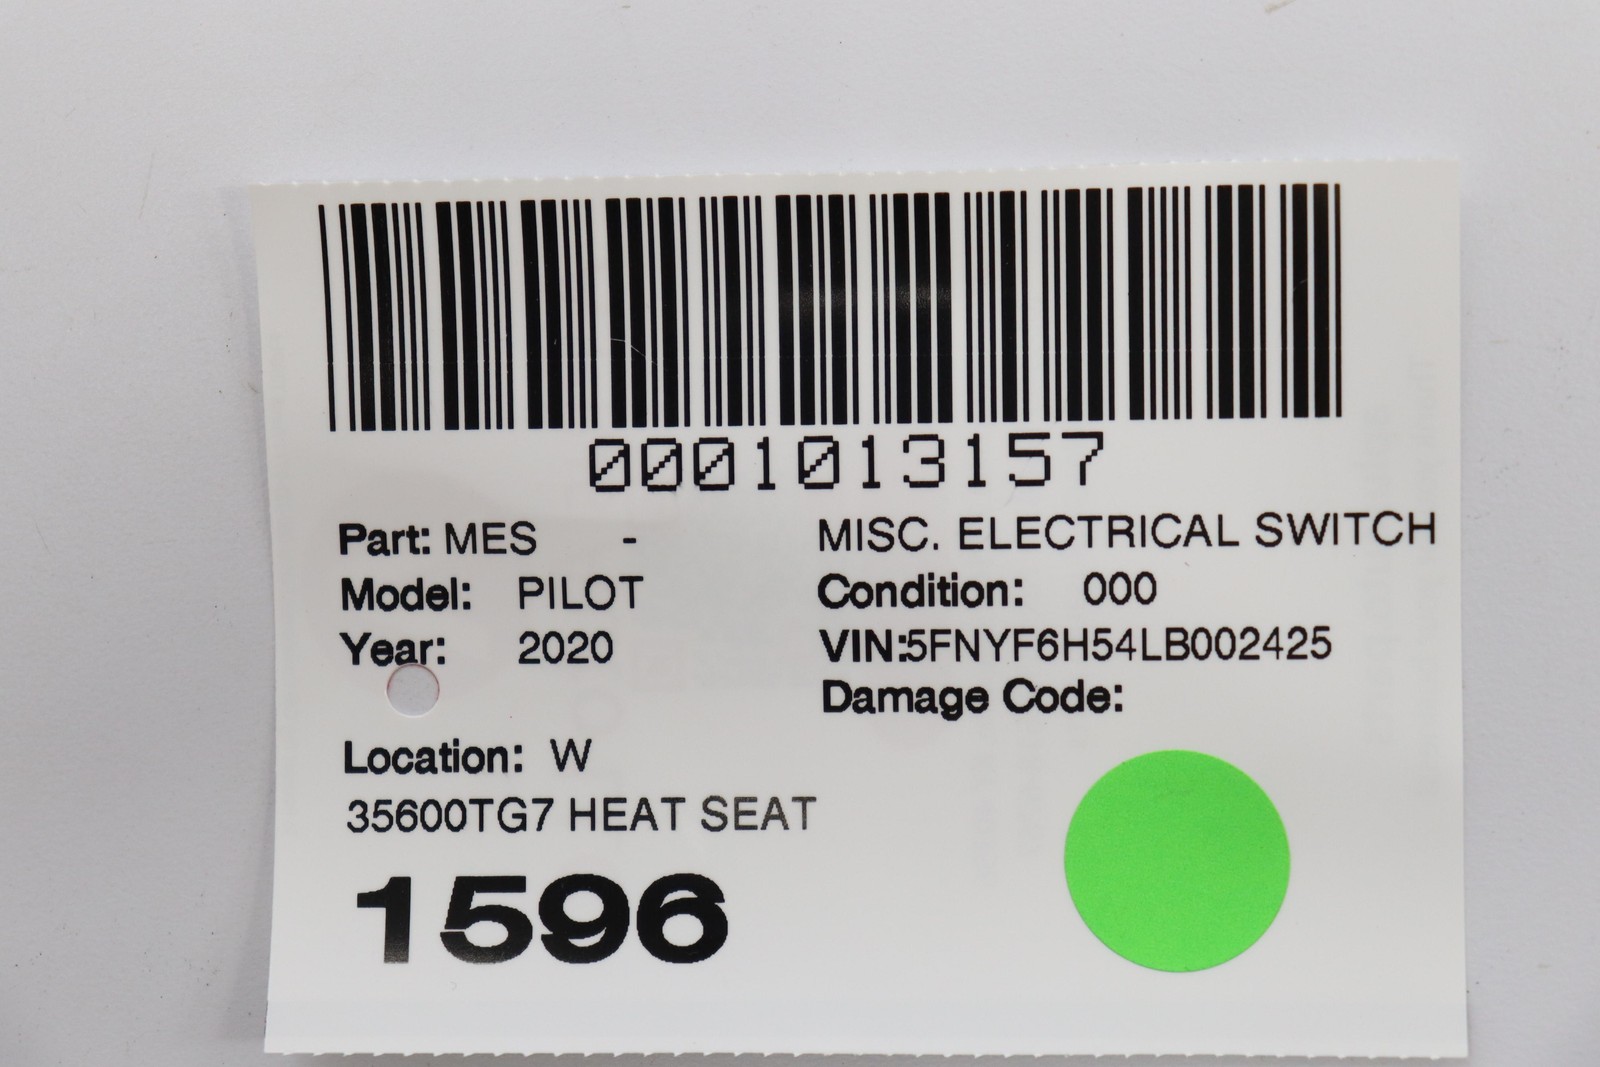 0001013157
Part: MES - MISC. ELECTRICAL SWITCH
Model: PILOT Condition: 000
Year: 2020 VIN:5FNYF6H54LB002425
Damage Code:
Location: W
35600TG7 HEAT SEAT
1596